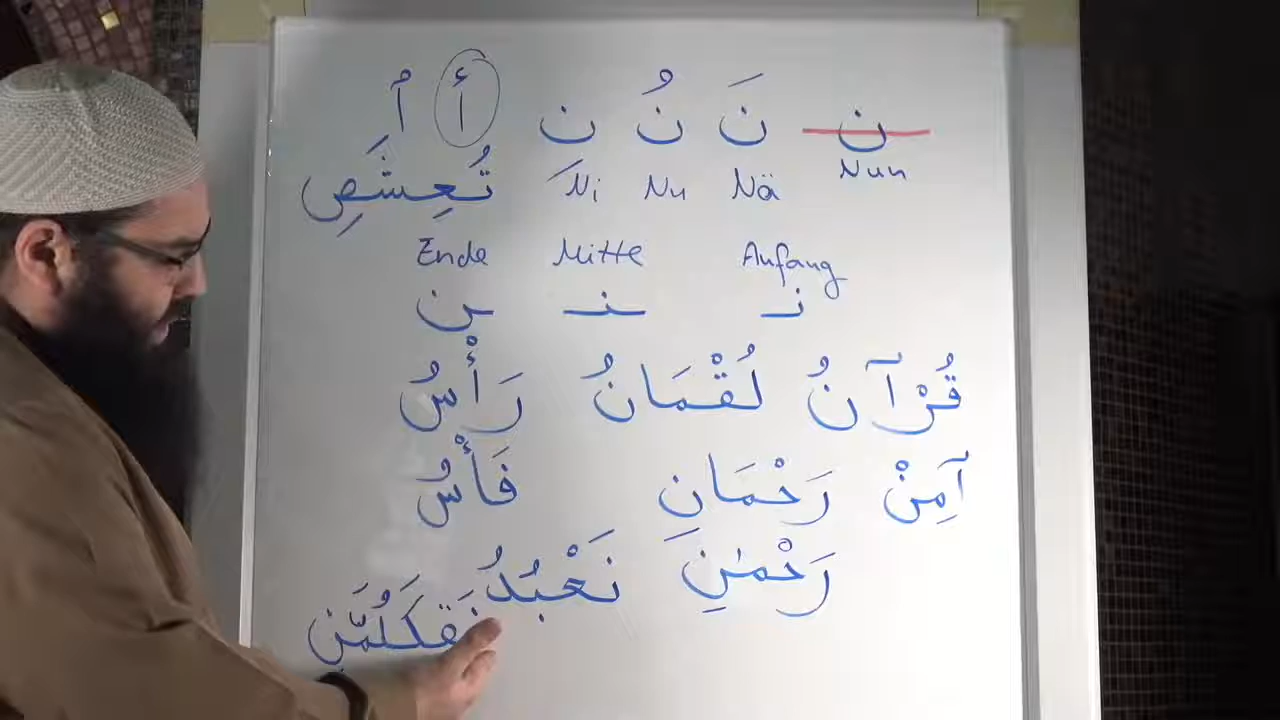 ن نَ نُ نِ أَ أُ
Nun Nä Nu Ni
تُعِشَصِ
Anfang Mitte Ende
نـ ـنـ ـن
قُرْآنُ لُقْمَانُ رَأْسُ
آمِنْ رَحْمَانِ فَأْسُ
رَحْمٰنِ نَعْبُدُ